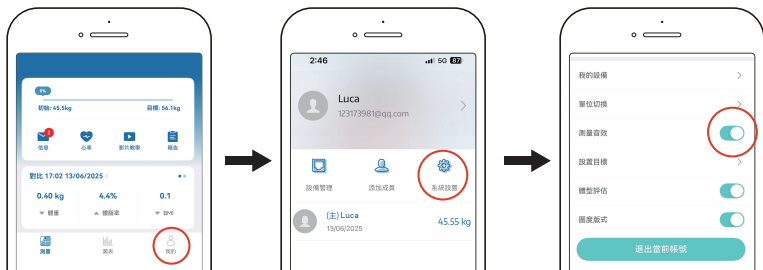 0%
初始: 45.5kg
目標: 56.1kg
2
信息
心率
影片教學
報告
對比 17:02 13/06/2025 >
0.40 kg
4.4%
0.1
▼ 體重
▲ 體脂率
▼ BMI
測量
圖表
我的
2:46
5G 87
Luca
123173981@qq.com
設備管理
添加成員
系統設置
(主) Luca
13/06/2025
45.55 kg
我的設備
單位切換
測量音效
設置目標
體型評估
圍度版式
退出當前帳號